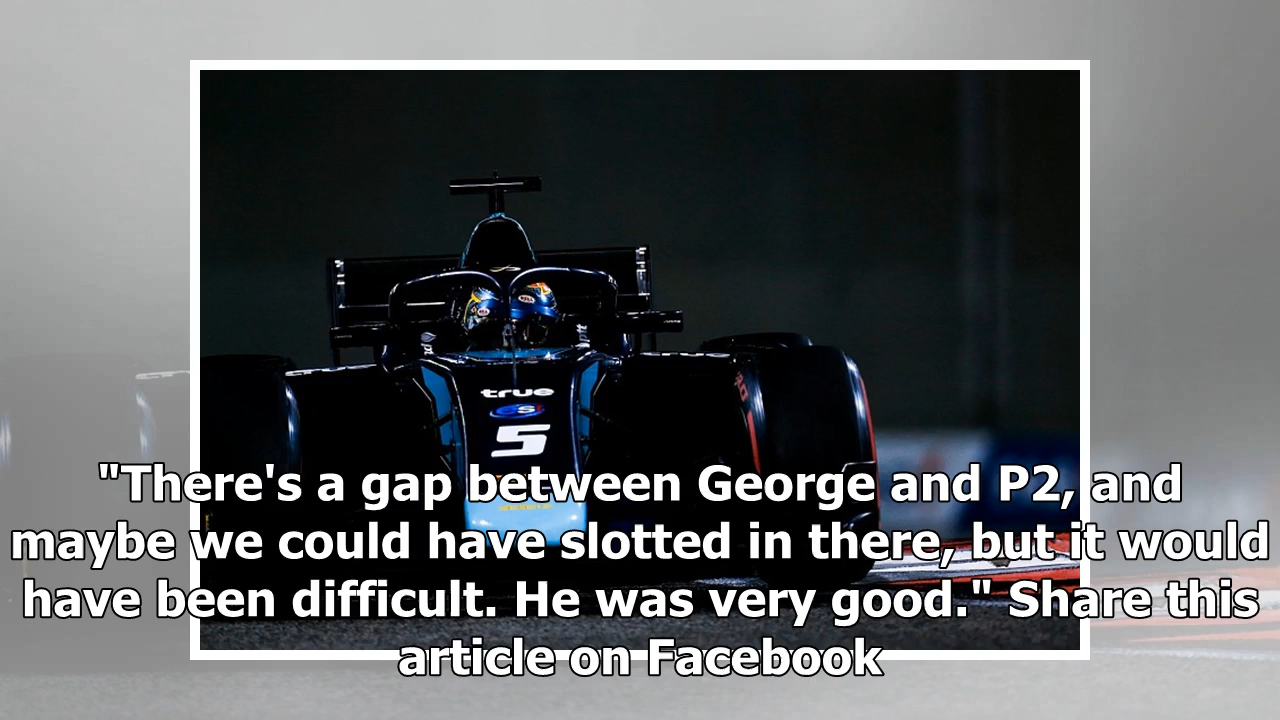 true
5
"There's a gap between George and P2, and
maybe we could have slotted in there, but it would
have been difficult. He was very good." Share this
article on Facebook